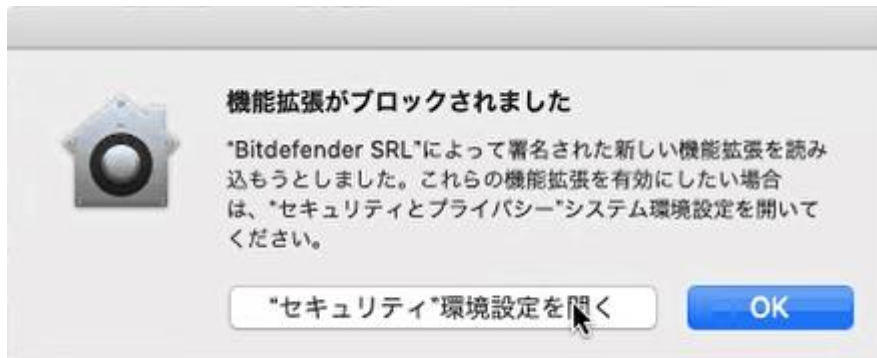 機能拡張がブロックされました
"Bitdefender SRL"によって署名された新しい機能拡張を読み
込もうとしました。これらの機能拡張を有効にしたい場合
は、"セキュリティとプライバシー"システム環境設定を開いて
ください。
"セキュリティ"環境設定を開く
OK